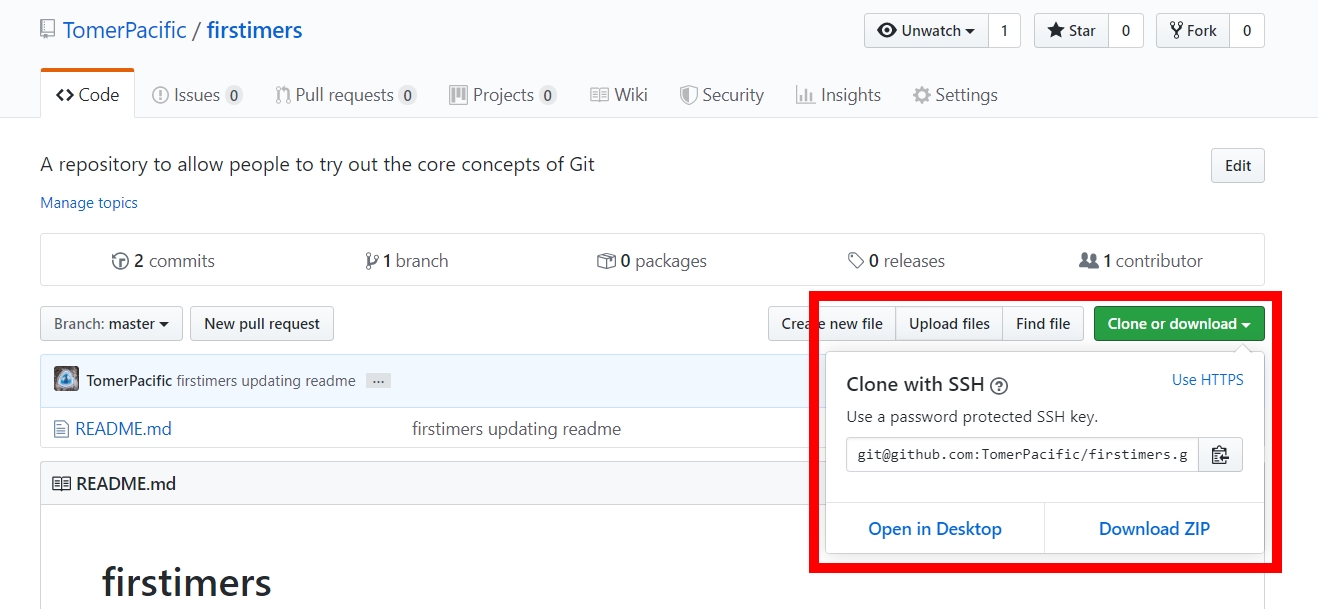 TomerPacific / firstimers
Unwatch 1 Star 0 Fork 0
Code Issues 0 Pull requests 0 Projects 0 Wiki Security Insights Settings
A repository to allow people to try out the core concepts of Git
Edit
Manage topics
2 commits 1 branch 0 packages 0 releases 1 contributor
Branch: master New pull request Create new file Upload files Find file Clone or download
TomerPacific firstimers updating readme ...
Clone with SSH ? Use HTTPS
Use a password protected SSH key.
README.md firstimers updating readme
git@github.com:TomerPacific/firstimers.g
README.md
Open in Desktop Download ZIP
firstimers